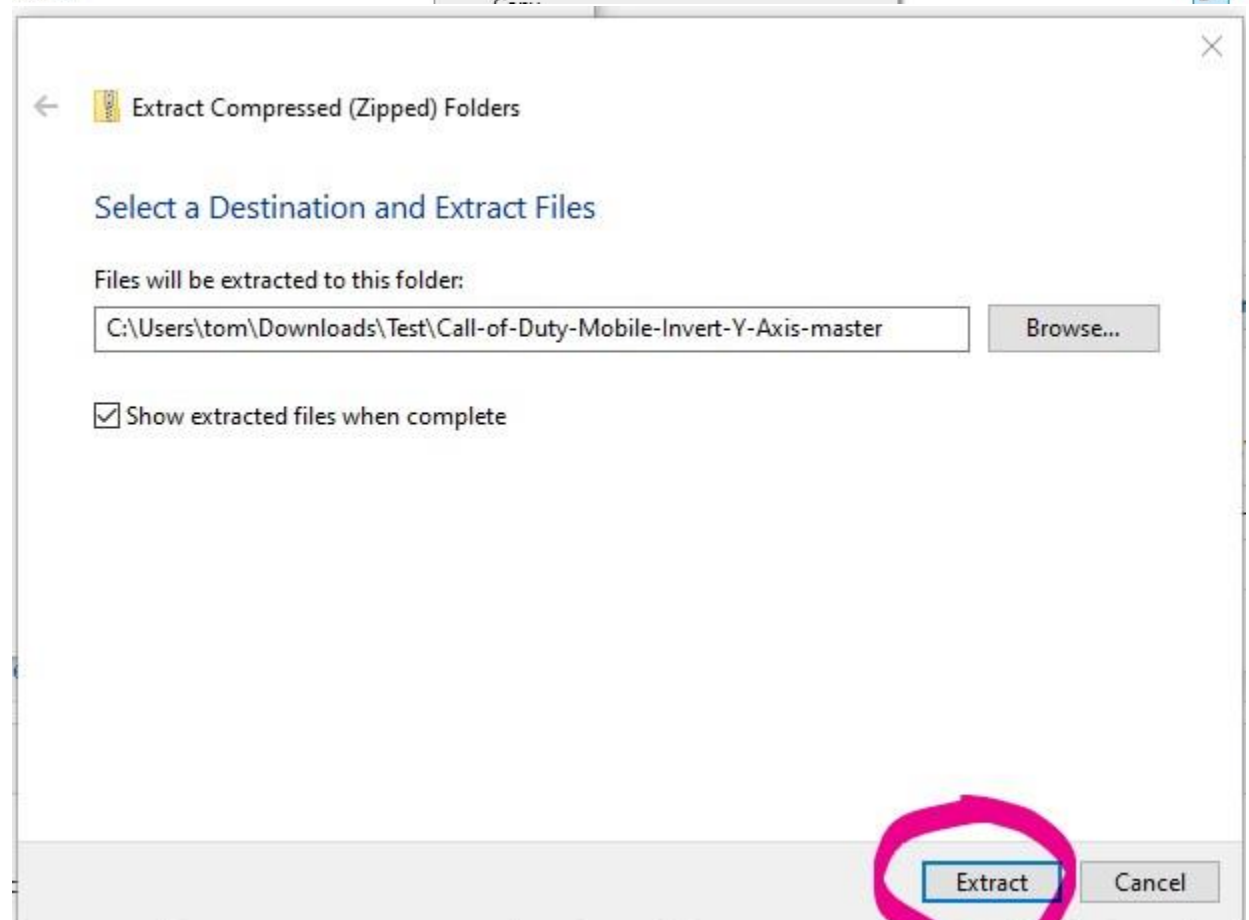 Extract Compressed (Zipped) Folders
Select a Destination and Extract Files
Files will be extracted to this folder:
C:\Users\tom\Downloads\Test\Call-of-Duty-Mobile-Invert-Y-Axis-master
Browse...
Show extracted files when complete
Extract
Cancel